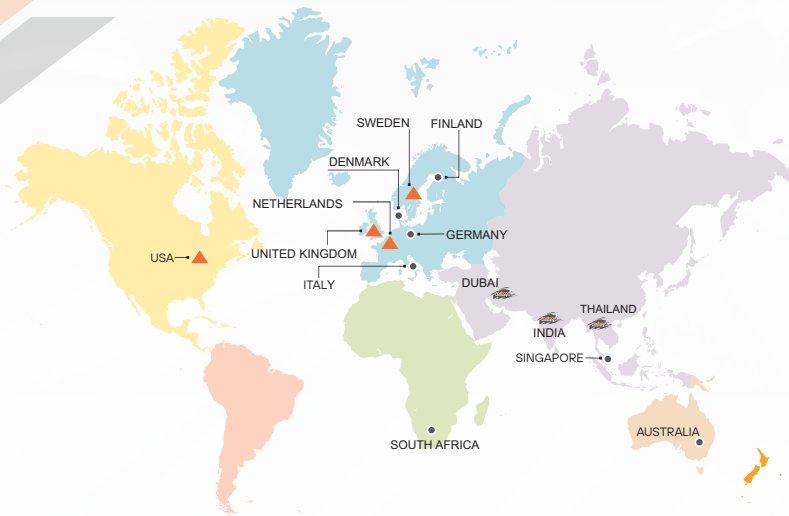 SWEDEN
FINLAND
DENMARK
NETHERLANDS
GERMANY
USA
UNITED KINGDOM
ITALY
DUBAI
THAILAND
INDIA
SINGAPORE
AUSTRALIA
SOUTH AFRICA